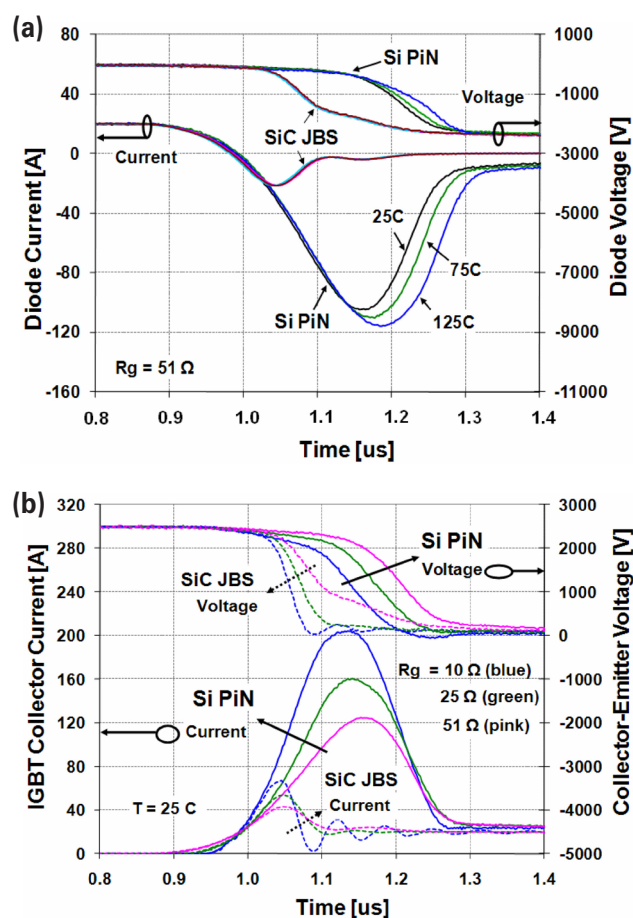 (a)
80
40
0
-40
-80
-120
-160
1000
-1000
-3000
-5000
-7000
-9000
-11000
Diode Current [A]
Diode Voltage [V]
Si PiN
Voltage
SiC JBS
Current
25C
75C
Si PiN
125C
Rg = 51 Ω
0.8 0.9 1.0 1.1 1.2 1.3 1.4
Time [us]
(b)
320
280
240
200
160
120
80
40
0
3000
2000
1000
0
-1000
-2000
-3000
-4000
-5000
IGBT Collector Current [A]
Collector-Emitter Voltage [V]
Si PiN
Voltage
SiC JBS
Voltage
Rg = 10 Ω (blue)
25 Ω (green)
51 Ω (pink)
Si PiN
Current
SiC JBS
Current
T = 25 C
0.8 0.9 1.0 1.1 1.2 1.3 1.4
Time [us]